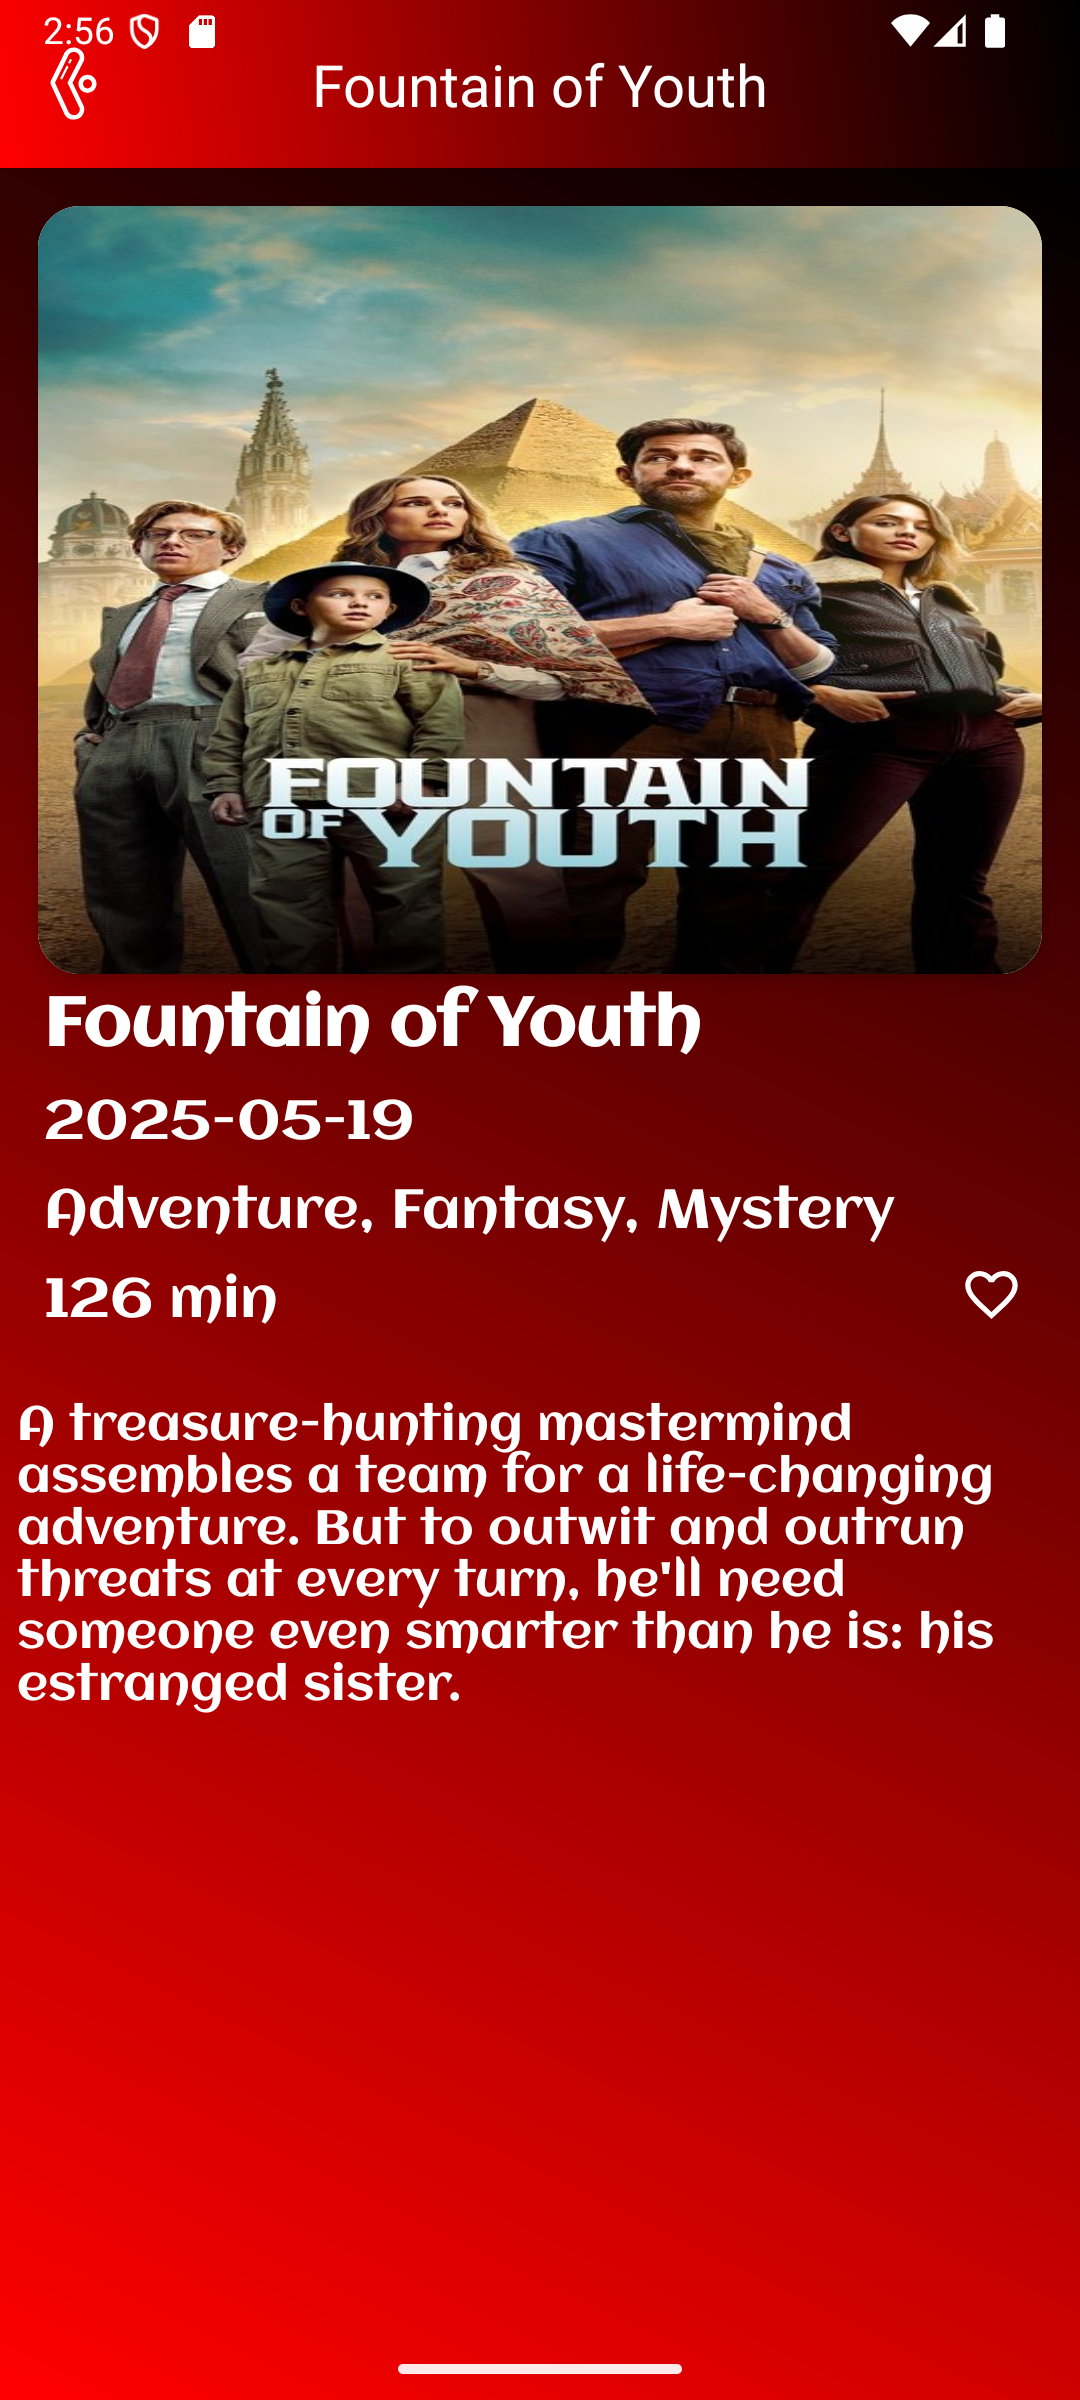 2:56
Fountain of Youth
FOUNTAIN
OF YOUTH
Fountain of Youth
2025-05-19
Adventure, Fantasy, Mystery
126 min
A treasure-hunting mastermind
assembles a team for a life-changing
adventure. But to outwit and outrun
threats at every turn, he'll need
someone even smarter than he is: his
estranged sister.